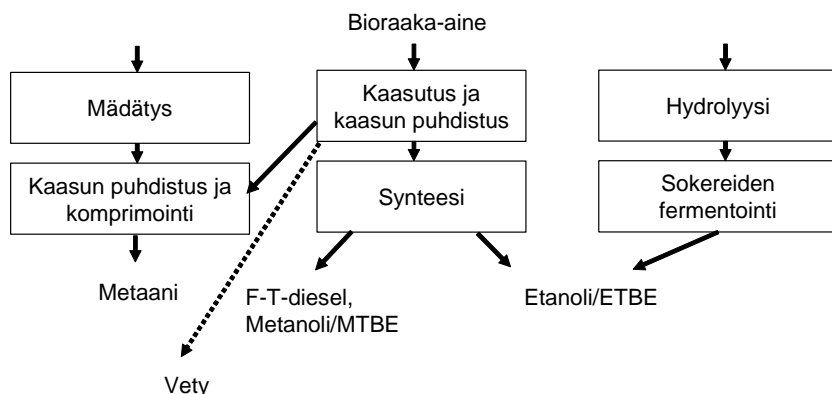 Bioraaka-aine
Mädätys
Kaasutus ja
kaasun puhdistus
Hydrolyysi
Kaasun puhdistus ja
komprimointi
Synteesi
Sokereiden
fermentointi
Metaani
F-T-diesel,
Metanoli/MTBE
Etanoli/ETBE
Vety